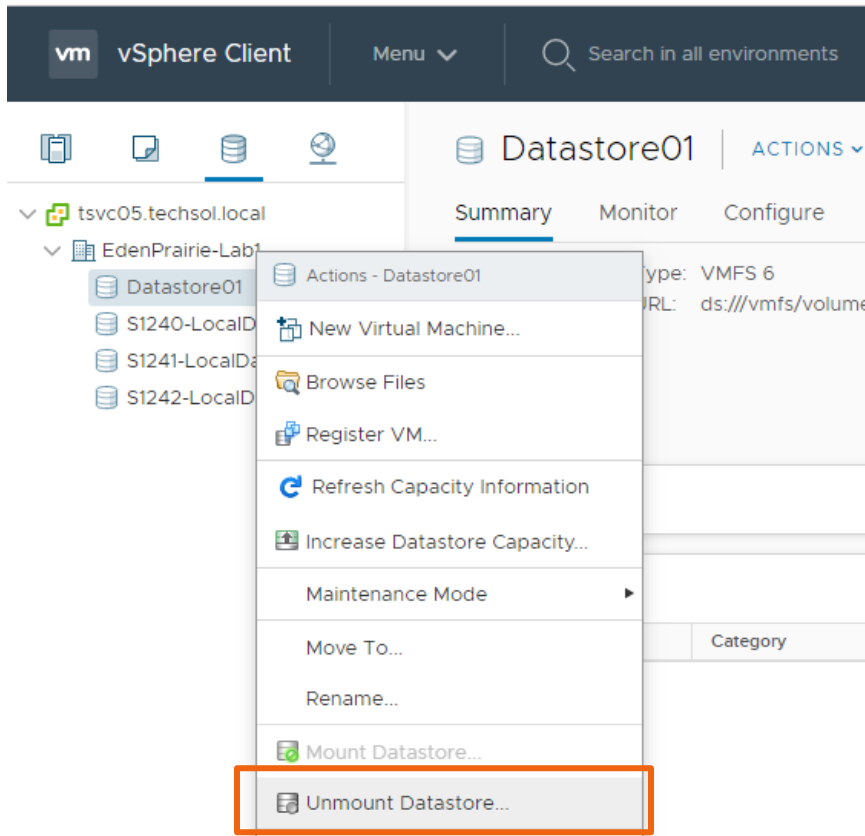 vm vSphere Client Menu Search in all environments
Datastore01 ACTIONS
Summary Monitor Configure
tsvc05.techsol.local
EdenPrairie-Lab1
Datastore01
S1240-LocalD
S1241-LocalDa
S1242-LocalD
Type: VMFS 6
URL: ds:///vmfs/volume
Actions - Datastore01
New Virtual Machine...
Browse Files
Register VM...
Refresh Capacity Information
Increase Datastore Capacity...
Maintenance Mode
Move To...
Rename...
Mount Datastore...
Unmount Datastore...
Category